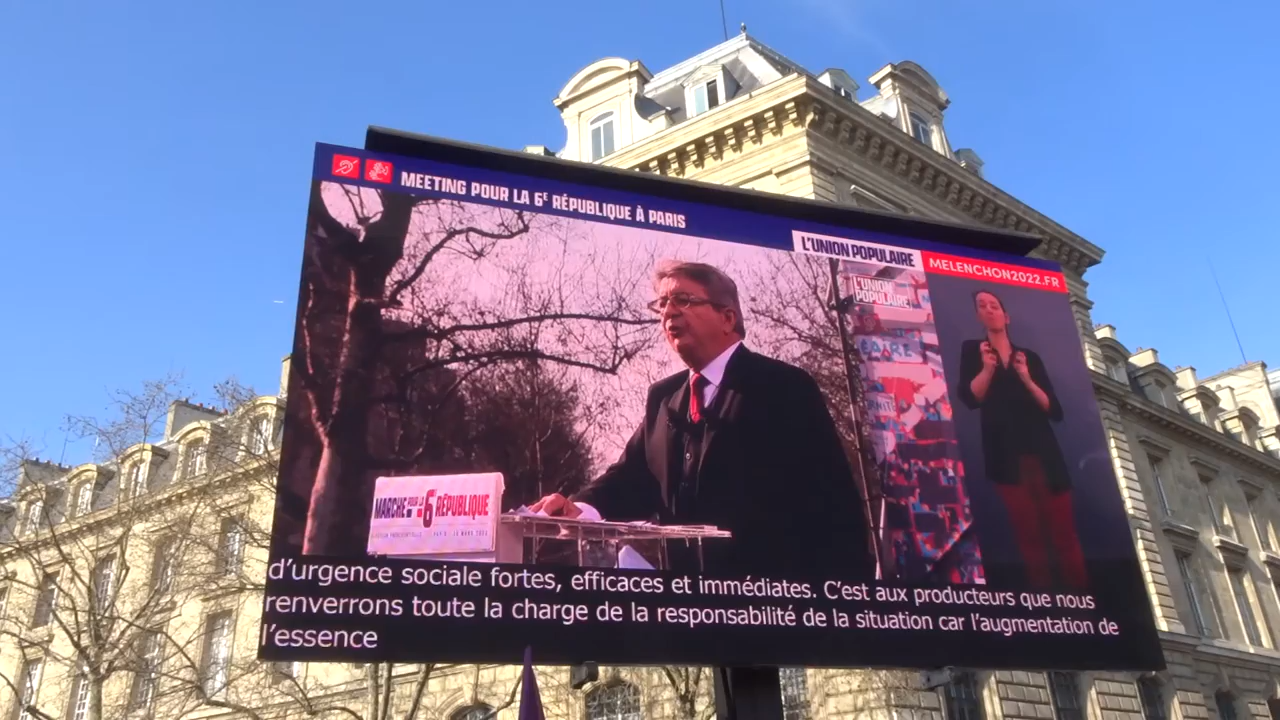 MEETING POUR LA 6E RÉPUBLIQUE À PARIS
L'UNION POPULAIRE
MELENCHON2022.FR
L'UNION
POPULAIRE
MARCHE POUR LA 6E RÉPUBLIQUE
d'urgence sociale fortes, efficaces et immédiates. C'est aux producteurs que nous
renverrons toute la charge de la responsabilité de la situation car l'augmentation de
l'essence